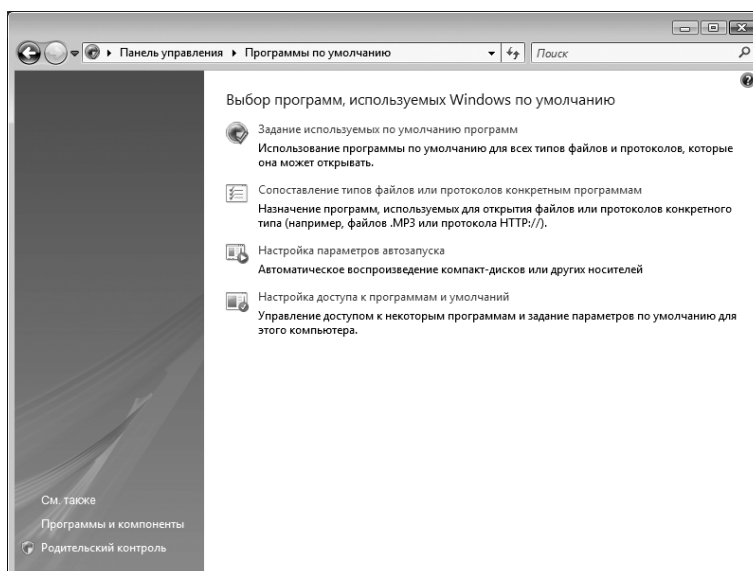 Панель управления ▸ Программы по умолчанию
Поиск
Выбор программ, используемых Windows по умолчанию
Задание используемых по умолчанию программ
Использование программы по умолчанию для всех типов файлов и протоколов, которые
она может открывать.
Сопоставление типов файлов или протоколов конкретным программам
Назначение программ, используемых для открытия файлов или протоколов конкретного
типа (например, файлов .MP3 или протокола HTTP://).
Настройка параметров автозапуска
Автоматическое воспроизведение компакт-дисков или других носителей
Настройка доступа к программам и умолчаний
Управление доступом к некоторым программам и задание параметров по умолчанию для
этого компьютера.
См. также
Программы и компоненты
Родительский контроль